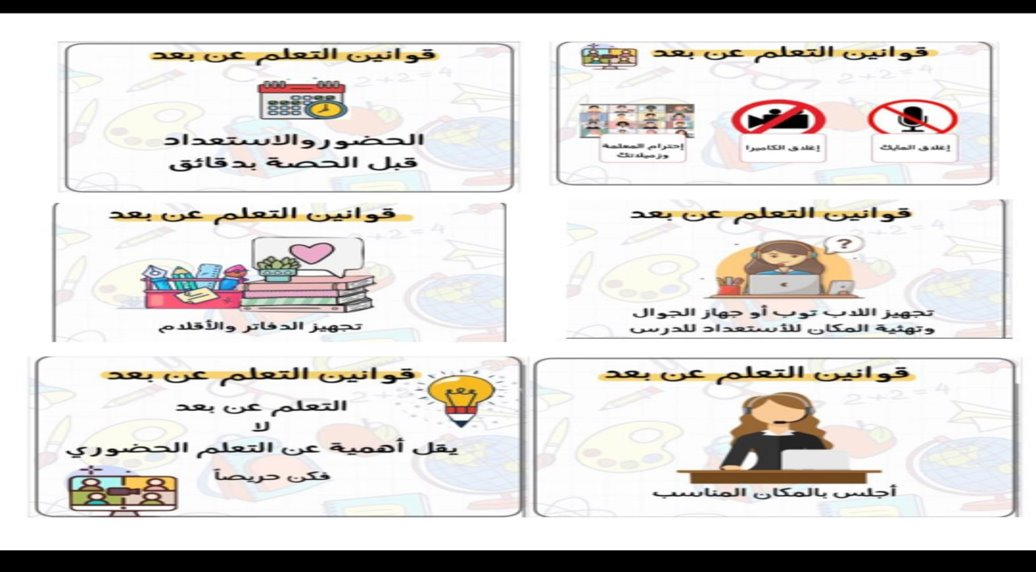 قوانين التعلم عن بعد
إغلاق المايك
إغلاق الكاميرا
إحترام المعلمة
وزميلاتك
قوانين التعلم عن بعد
الحضور والاستعداد
قبل الحصة بدقائق
قوانين التعلم عن بعد
?
تجهيز اللاب توب أو جهاز الجوال
وتهئية المكان للأستعداد للدرس
قوانين التعلم عن بعد
تجهيز الدفاتر والأقلام
قوانين التعلم عن بعد
أجلس بالمكان المناسب
قوانين التعلم عن بعد
التعلم عن بعد
لا
يقل أهمية عن التعلم الحضوري
فكن حريصاً